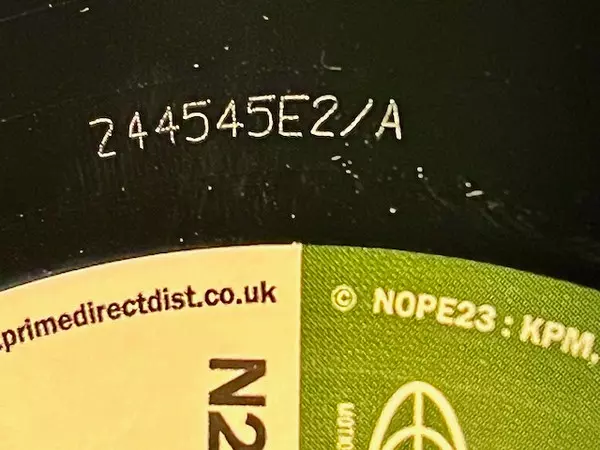 244545E2/A
.primedirectdist.co.uk
© NOPE23 : KPM,
N2